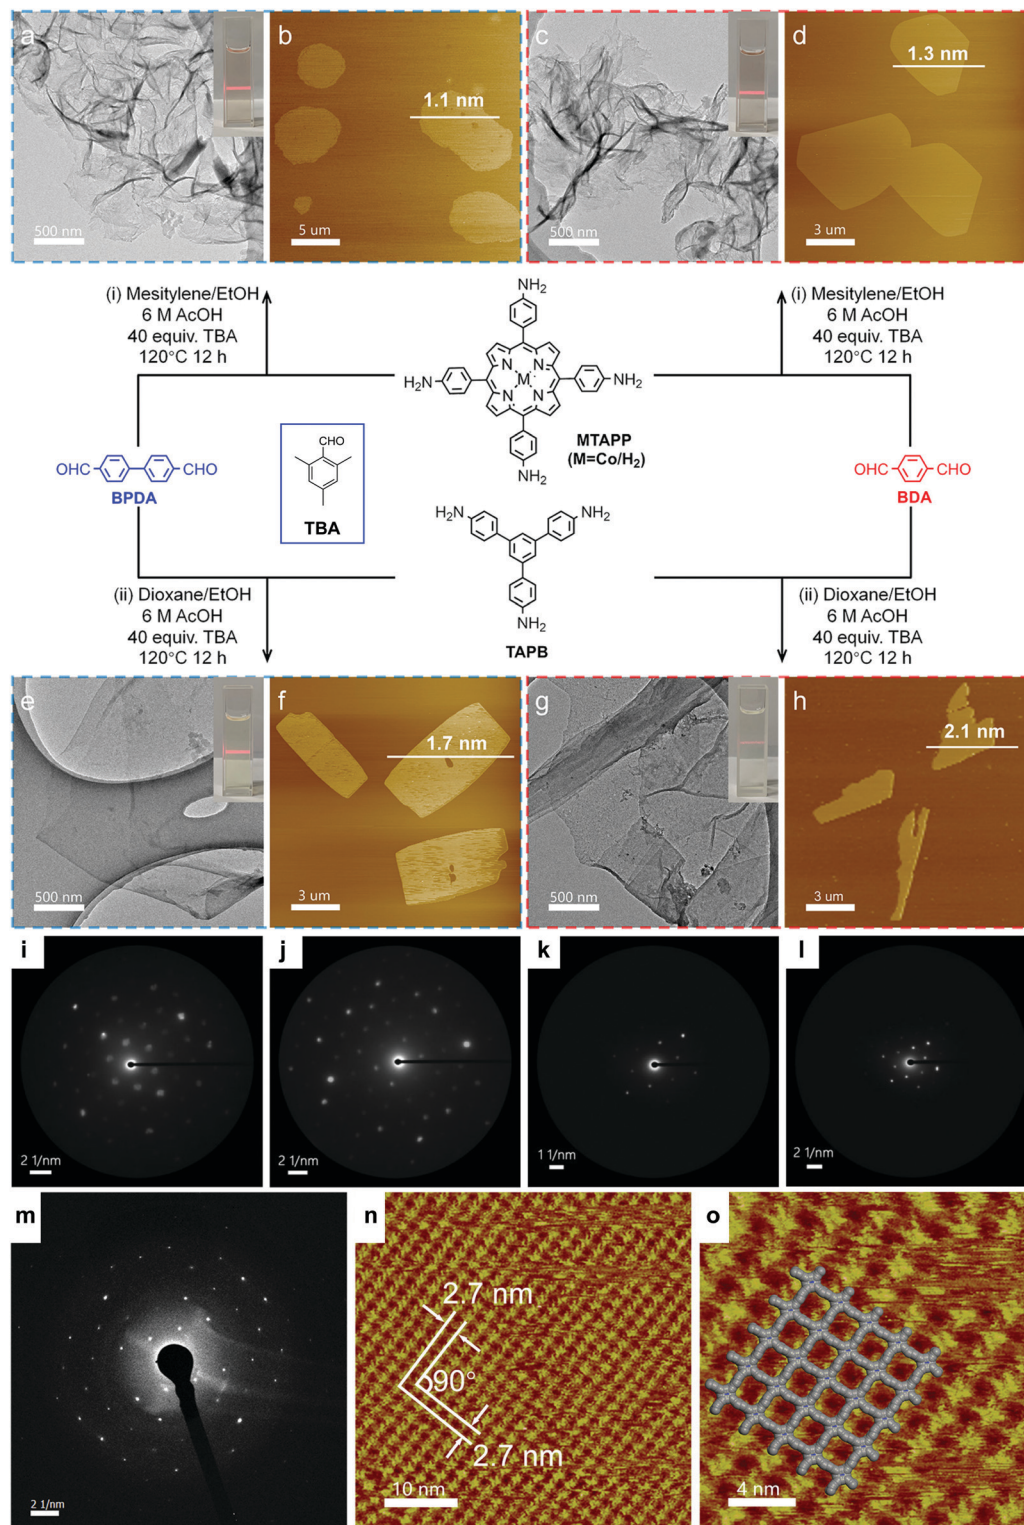 a
b
c
d
1.1 nm
1.3 nm
500 nm
5 um
500 nm
3 um
(i) Mesitylene/EtOH
6 M AcOH
40 equiv. TBA
120°C 12 h
NH₂
H₂N
M
N
N
N
N
NH₂
NH₂
MTAPP
(M=Co/H₂)
(i) Mesitylene/EtOH
6 M AcOH
40 equiv. TBA
120°C 12 h
OHC
CHO
BPDA
CHO
TBA
OHC
CHO
BDA
H₂N
NH₂
NH₂
TAPB
(ii) Dioxane/EtOH
6 M AcOH
40 equiv. TBA
120°C 12 h
(ii) Dioxane/EtOH
6 M AcOH
40 equiv. TBA
120°C 12 h
e
f
g
h
1.7 nm
2.1 nm
500 nm
3 um
500 nm
3 um
i
j
k
l
2 1/nm
2 1/nm
1 1/nm
2 1/nm
m
n
o
2.7 nm
90°
2.7 nm
2 1/nm
10 nm
4 nm